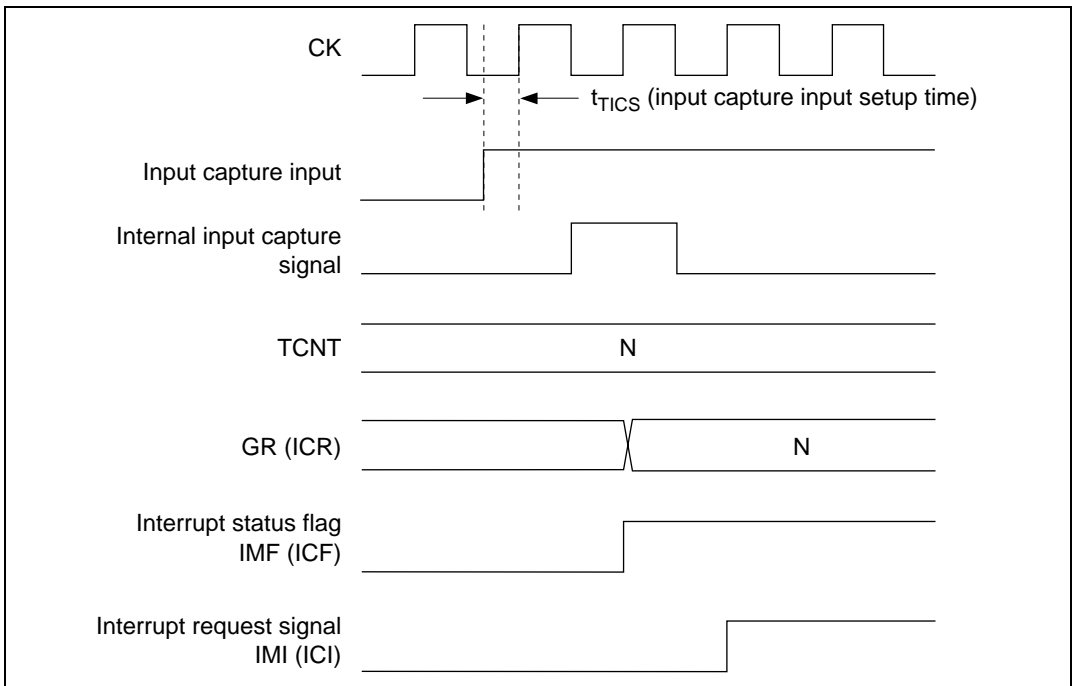 CK
t_TICS (input capture input setup time)
Input capture input
Internal input capture
signal
TCNT
N
GR (ICR)
N
Interrupt status flag
IMF (ICF)
Interrupt request signal
IMI (ICI)